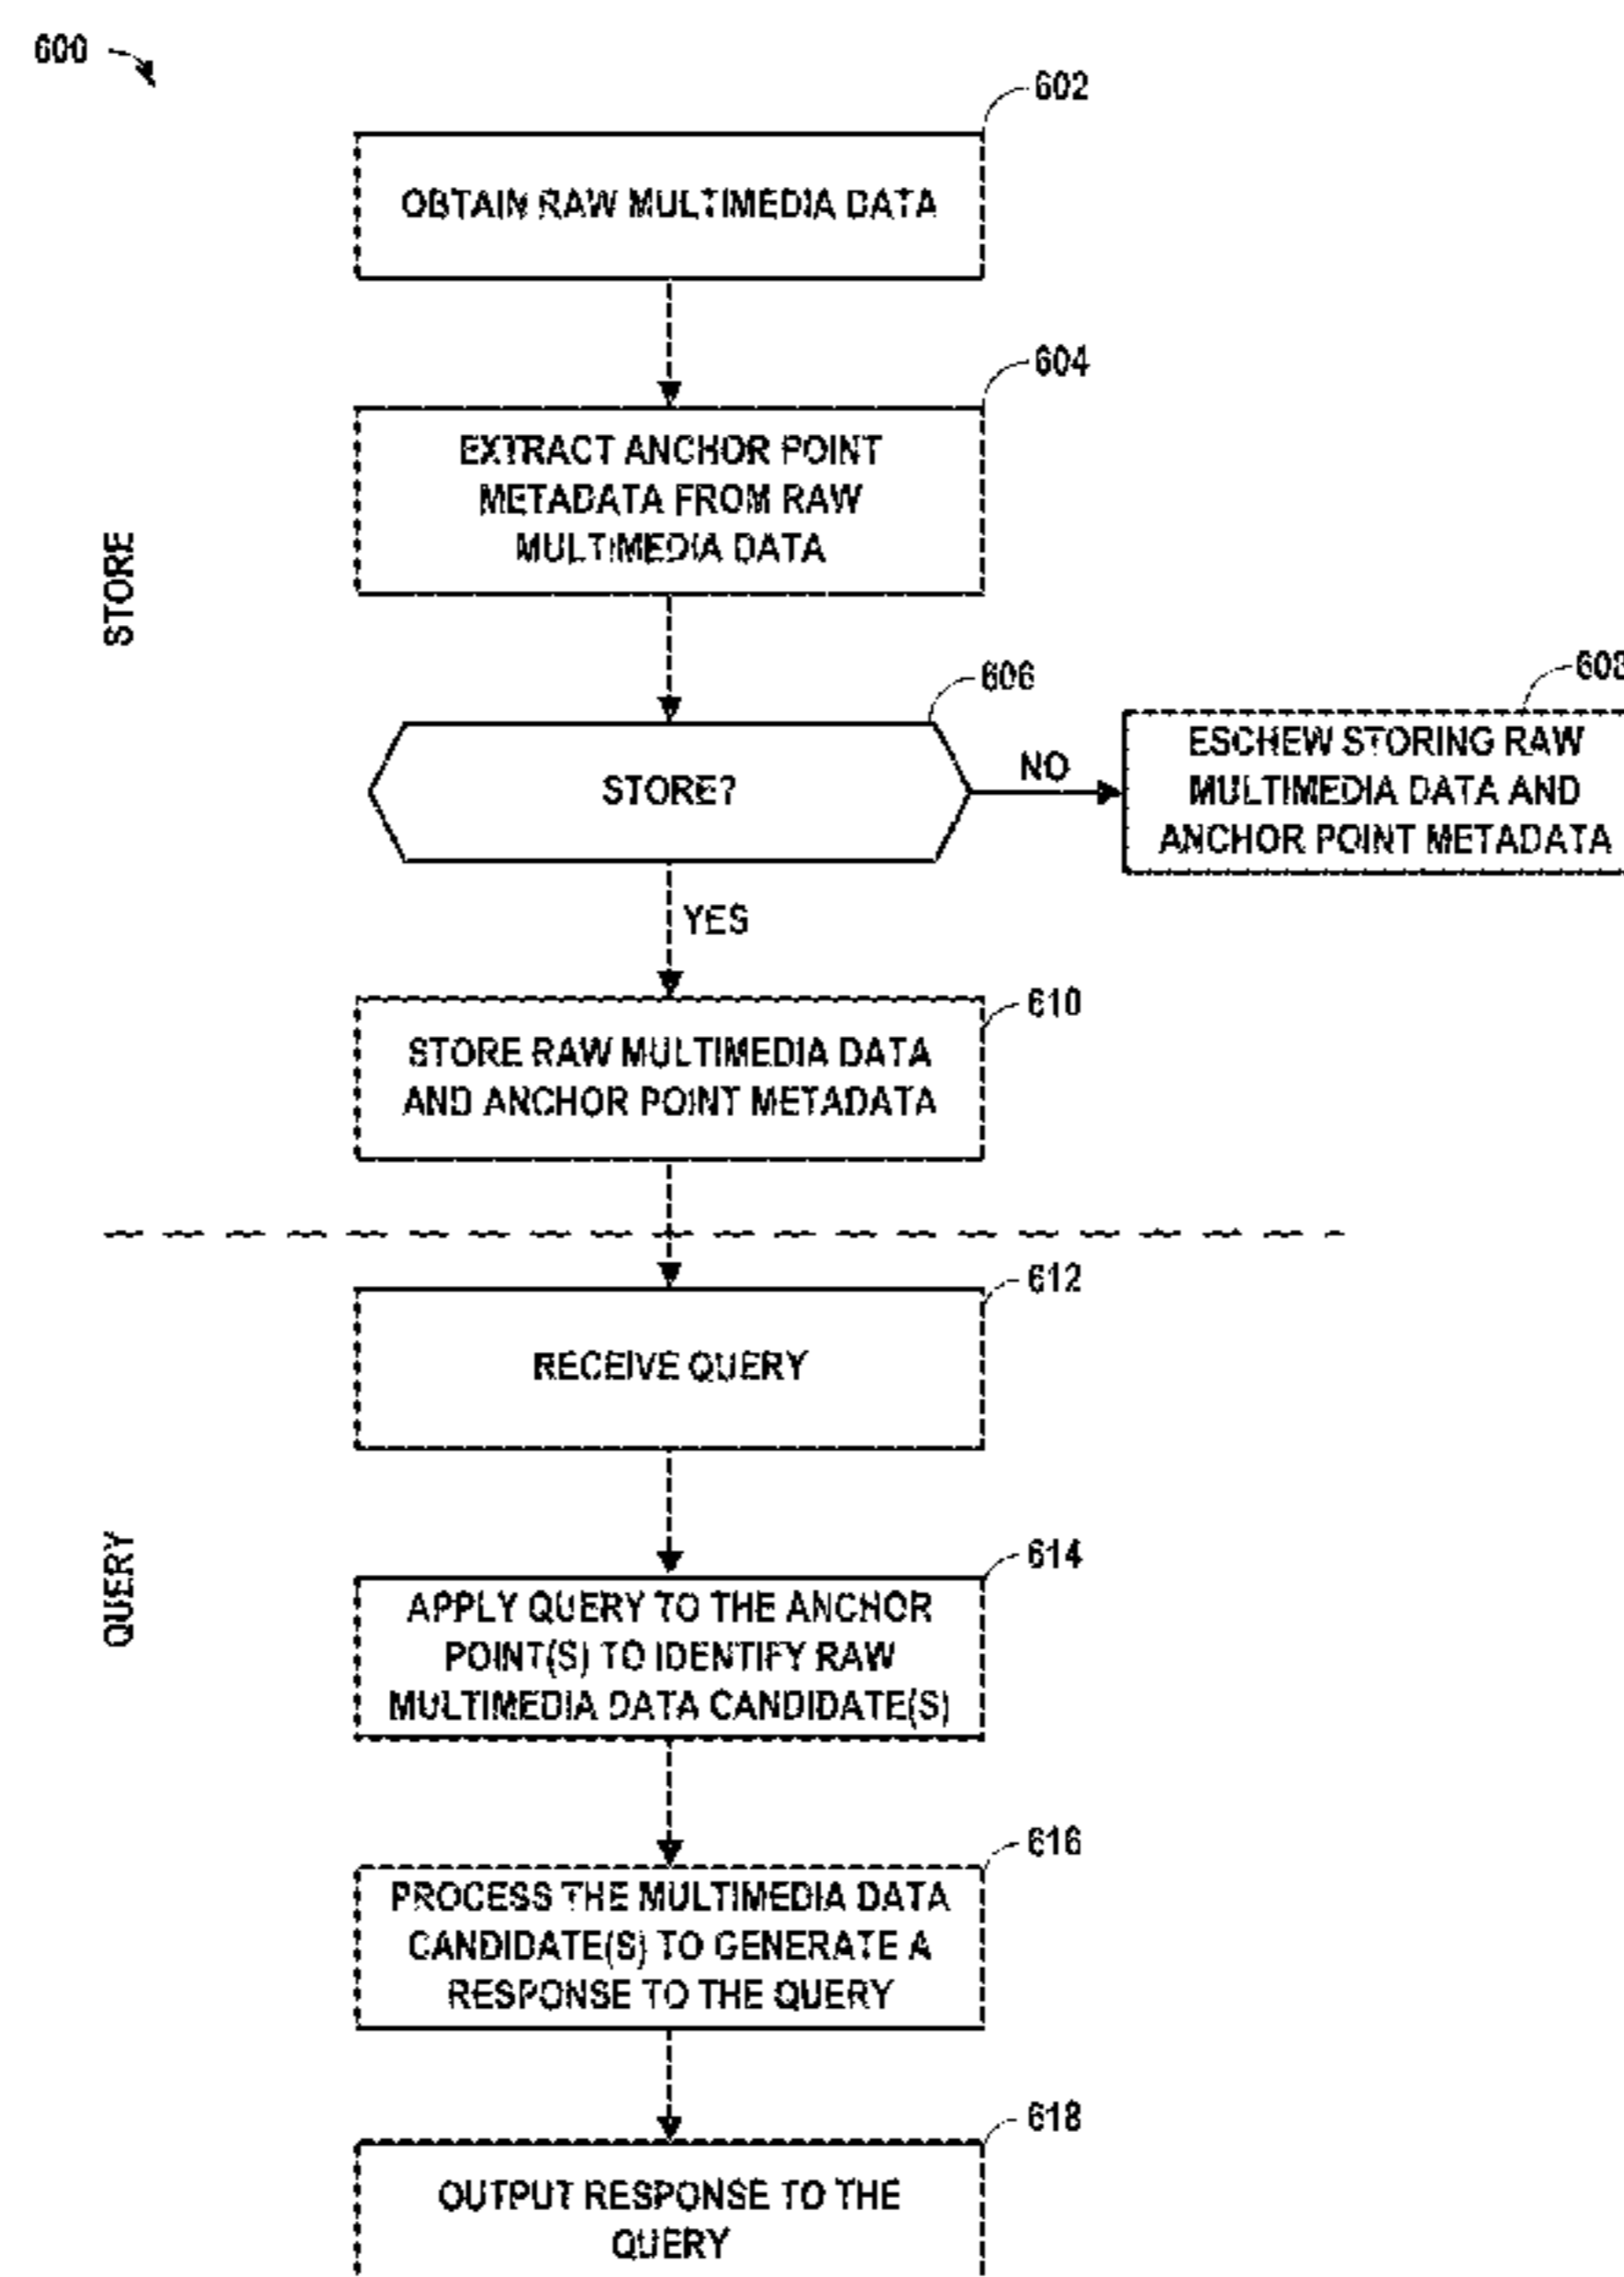 600
602
OBTAIN RAW MULTIMEDIA DATA
604
EXTRACT ANCHOR POINT
METADATA FROM RAW
MULTIMEDIA DATA
STORE
606
STORE?
NO
608
ESCHEW STORING RAW
MULTIMEDIA DATA AND
ANCHOR POINT METADATA
YES
610
STORE RAW MULTIMEDIA DATA
AND ANCHOR POINT METADATA
612
RECEIVE QUERY
QUERY
614
APPLY QUERY TO THE ANCHOR
POINT(S) TO IDENTIFY RAW
MULTIMEDIA DATA CANDIDATE(S)
616
PROCESS THE MULTIMEDIA DATA
CANDIDATE(S) TO GENERATE A
RESPONSE TO THE QUERY
618
OUTPUT RESPONSE TO THE
QUERY